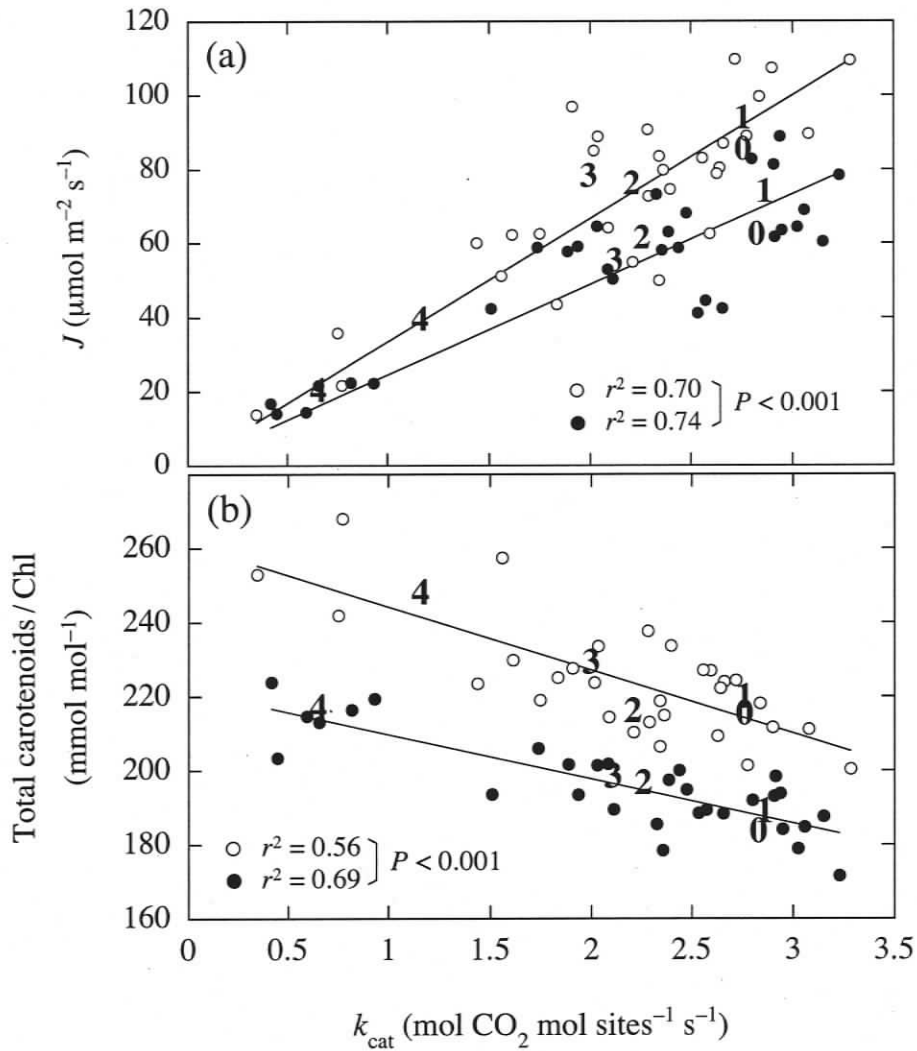 120
(a)
100
1
0
80
3
2
1
J (μmol m⁻² s⁻¹)
60
2
0
3
40
4
20
4
r² = 0.70
r² = 0.74
P < 0.001
0
(b)
260
4
240
3
220
1
0
2
4
Total carotenoids / Chl
(mmol mol⁻¹)
200
3
2
1
0
180
r² = 0.56
r² = 0.69
P < 0.001
160
0 0.5 1 1.5 2 2.5 3 3.5
k_cat (mol CO₂ mol sites⁻¹ s⁻¹)